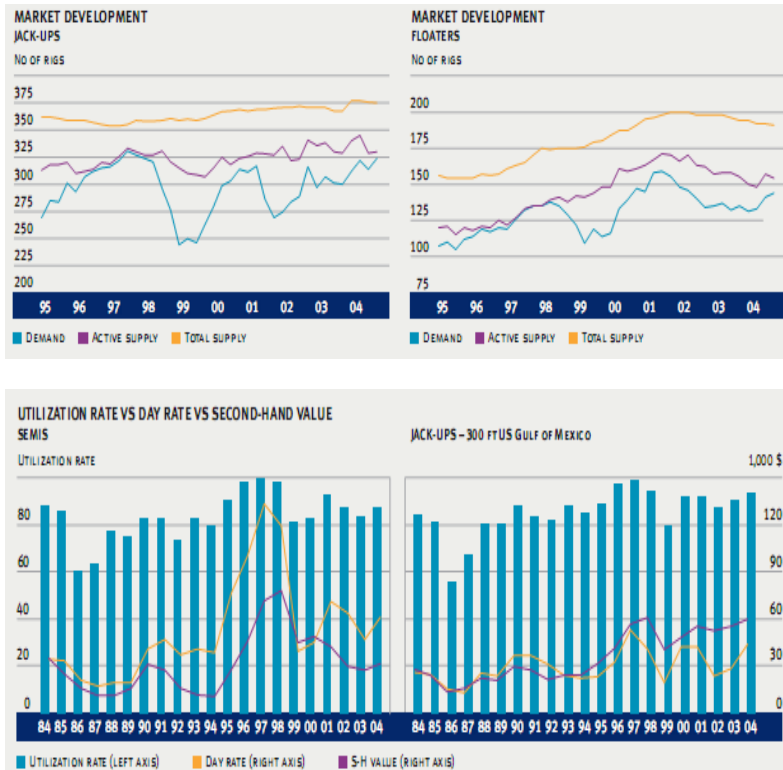 MARKET DEVELOPMENT
JACK-UPS
NO OF RIGS
375
350
325
300
275
250
225
200
95 96 97 98 99 00 01 02 03 04
DEMAND ACTIVE SUPPLY TOTAL SUPPLY
MARKET DEVELOPMENT
FLOATERS
NO OF RIGS
200
175
150
125
100
75
95 96 97 98 99 00 01 02 03 04
DEMAND ACTIVE SUPPLY TOTAL SUPPLY
UTILIZATION RATE VS DAY RATE VS SECOND-HAND VALUE
SEMIS
UTILIZATION RATE
80
60
40
20
0
84 85 86 87 88 89 90 91 92 93 94 95 96 97 98 99 00 01 02 03 04
JACK-UPS – 300 FT US GULF OF MEXICO
1,000 $
120
90
60
30
0
84 85 86 87 88 89 90 91 92 93 94 95 96 97 98 99 00 01 02 03 04
UTILIZATION RATE (LEFT AXIS) DAY RATE (RIGHT AXIS) S-H VALUE (RIGHT AXIS)